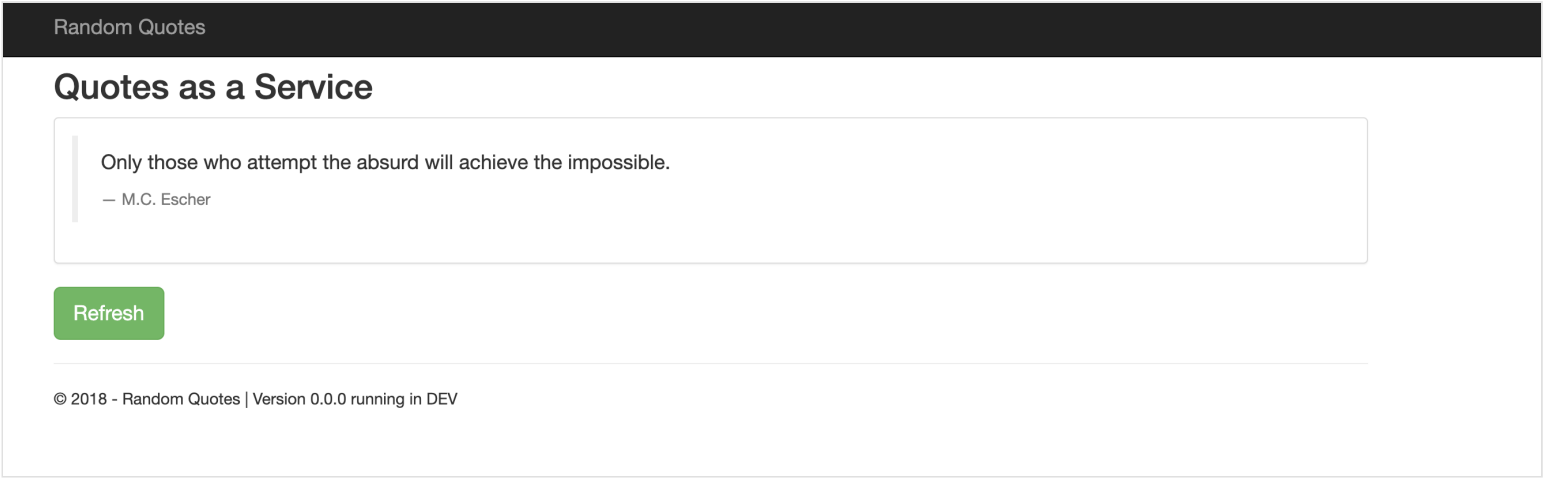 Random Quotes
Quotes as a Service
Only those who attempt the absurd will achieve the impossible.
— M.C. Escher
Refresh
© 2018 - Random Quotes | Version 0.0.0 running in DEV